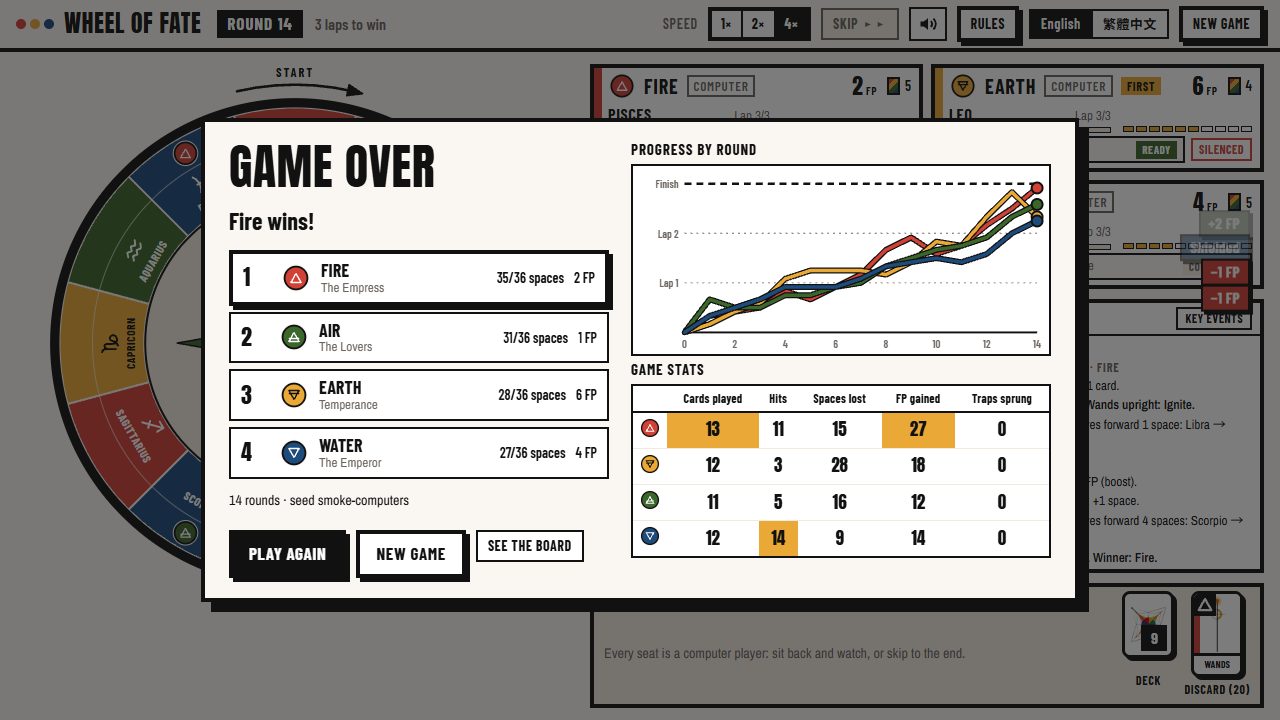 WHEEL OF FATE
ROUND 14
3 laps to win
SPEED
1×
2×
4×
SKIP
RULES
English
繁體中文
NEW GAME
START
FIRE
COMPUTER
2 FP
5
PISCES
Lap 3/3
EARTH
COMPUTER
FIRST
6 FP
4
LEO
Lap 3/3
READY
SILENCED
4 FP
5
+2 FP
−1 FP
−1 FP
KEY EVENTS
AQUARIUS
CAPRICORN
SAGITTARIUS
GAME OVER
Fire wins!
1
FIRE
The Empress
35/36 spaces
2 FP
2
AIR
The Lovers
31/36 spaces
1 FP
3
EARTH
Temperance
28/36 spaces
6 FP
4
WATER
The Emperor
27/36 spaces
4 FP
14 rounds · seed smoke-computers
PLAY AGAIN
NEW GAME
SEE THE BOARD
PROGRESS BY ROUND
Finish
Lap 2
Lap 1
0 2 4 6 8 10 12 14
GAME STATS
Cards played Hits Spaces lost FP gained Traps sprung
13 11 15 27 0
12 3 28 18 0
11 5 16 12 0
12 14 9 14 0
· FIRE
1 card.
Wands upright: Ignite.
forward 1 space: Libra →
FP (boost).
+1 space.
forward 4 spaces: Scorpio →
Winner: Fire.
Every seat is a computer player: sit back and watch, or skip to the end.
9
DECK
WANDS
DISCARD (20)